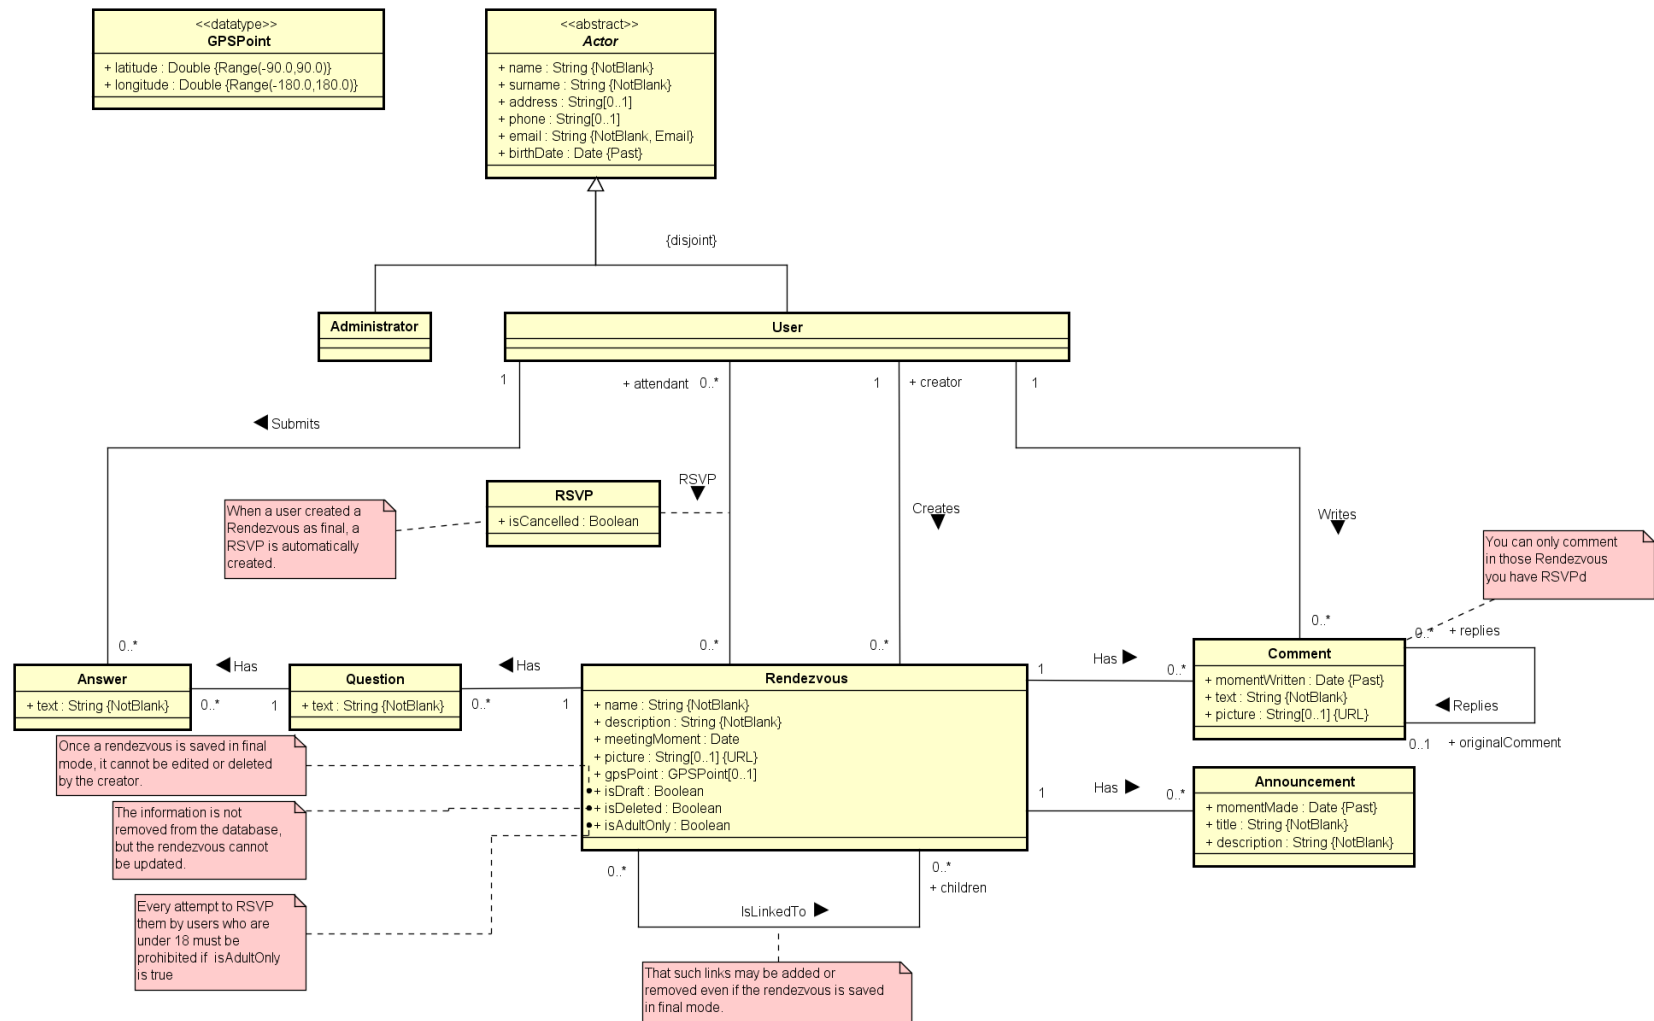 <<datatype>>
GPSPoint
+ latitude : Double {Range(-90.0,90.0)}
+ longitude : Double {Range(-180.0,180.0)}
<<abstract>>
Actor
+ name : String {NotBlank}
+ surname : String {NotBlank}
+ address : String[0..1]
+ phone : String[0..1]
+ email : String {NotBlank, Email}
+ birthDate : Date {Past}
{disjoint}
Administrator
User
1
+ attendant 0..*
1
+ creator
1
Submits
RSVP
Creates
Writes
RSVP
+ isCancelled : Boolean
When a user created a
Rendezvous as final, a
RSVP is automatically
created.
You can only comment
in those Rendezvous
you have RSVPd
0..*
0..*
0..*
0..*
0..*
+ replies
Answer
+ text : String {NotBlank}
Has
0..*
1
Question
+ text : String {NotBlank}
Has
0..*
1
Rendezvous
+ name : String {NotBlank}
+ description : String {NotBlank}
+ meetingMoment : Date
+ picture : String[0..1] {URL}
+ gpsPoint : GPSPoint[0..1]
+ isDraft : Boolean
+ isDeleted : Boolean
+ isAdultOnly : Boolean
1
Has
0..*
Comment
+ momentWritten : Date {Past}
+ text : String {NotBlank}
+ picture : String[0..1] {URL}
Replies
0..1
+ originalComment
1
Has
0..*
Announcement
+ momentMade : Date {Past}
+ title : String {NotBlank}
+ description : String {NotBlank}
Once a rendezvous is saved in final
mode, it cannot be edited or deleted
by the creator.
The information is not
removed from the database,
but the rendezvous cannot
be updated.
Every attempt to RSVP
them by users who are
under 18 must be
prohibited if isAdultOnly
is true
0..*
0..*
+ children
IsLinkedTo
That such links may be added or
removed even if the rendezvous is saved
in final mode.